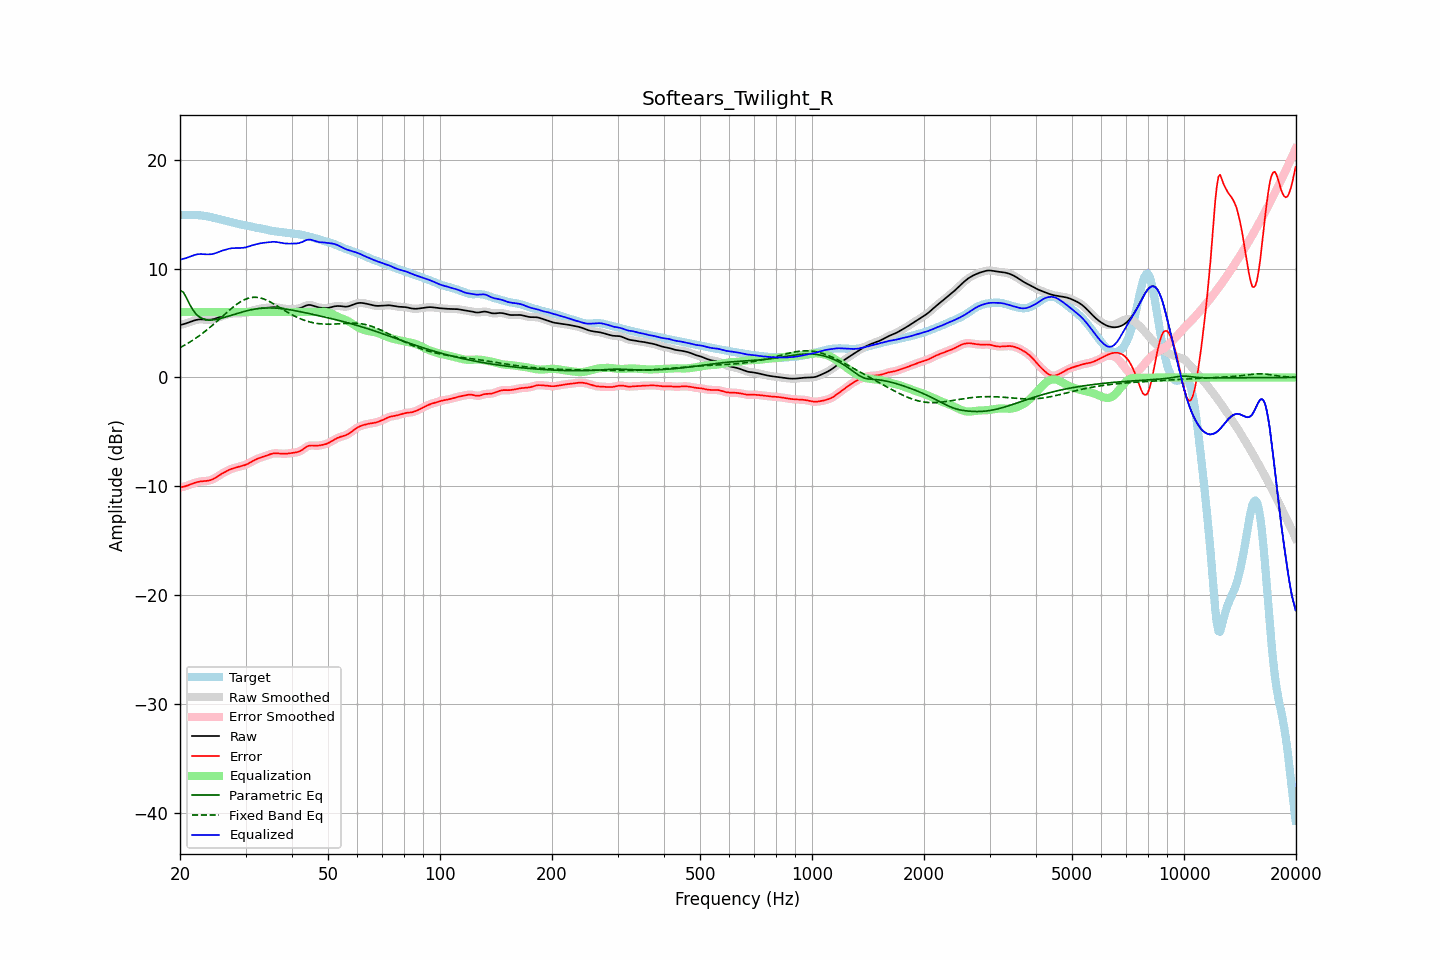 Softears_Twilight_R
Amplitude (dBr)
20
10
0
−10
−20
−30
−40
Target
Raw Smoothed
Error Smoothed
Raw
Error
Equalization
Parametric Eq
Fixed Band Eq
Equalized
20 50 100 200 500 1000 2000 5000 10000 20000
Frequency (Hz)